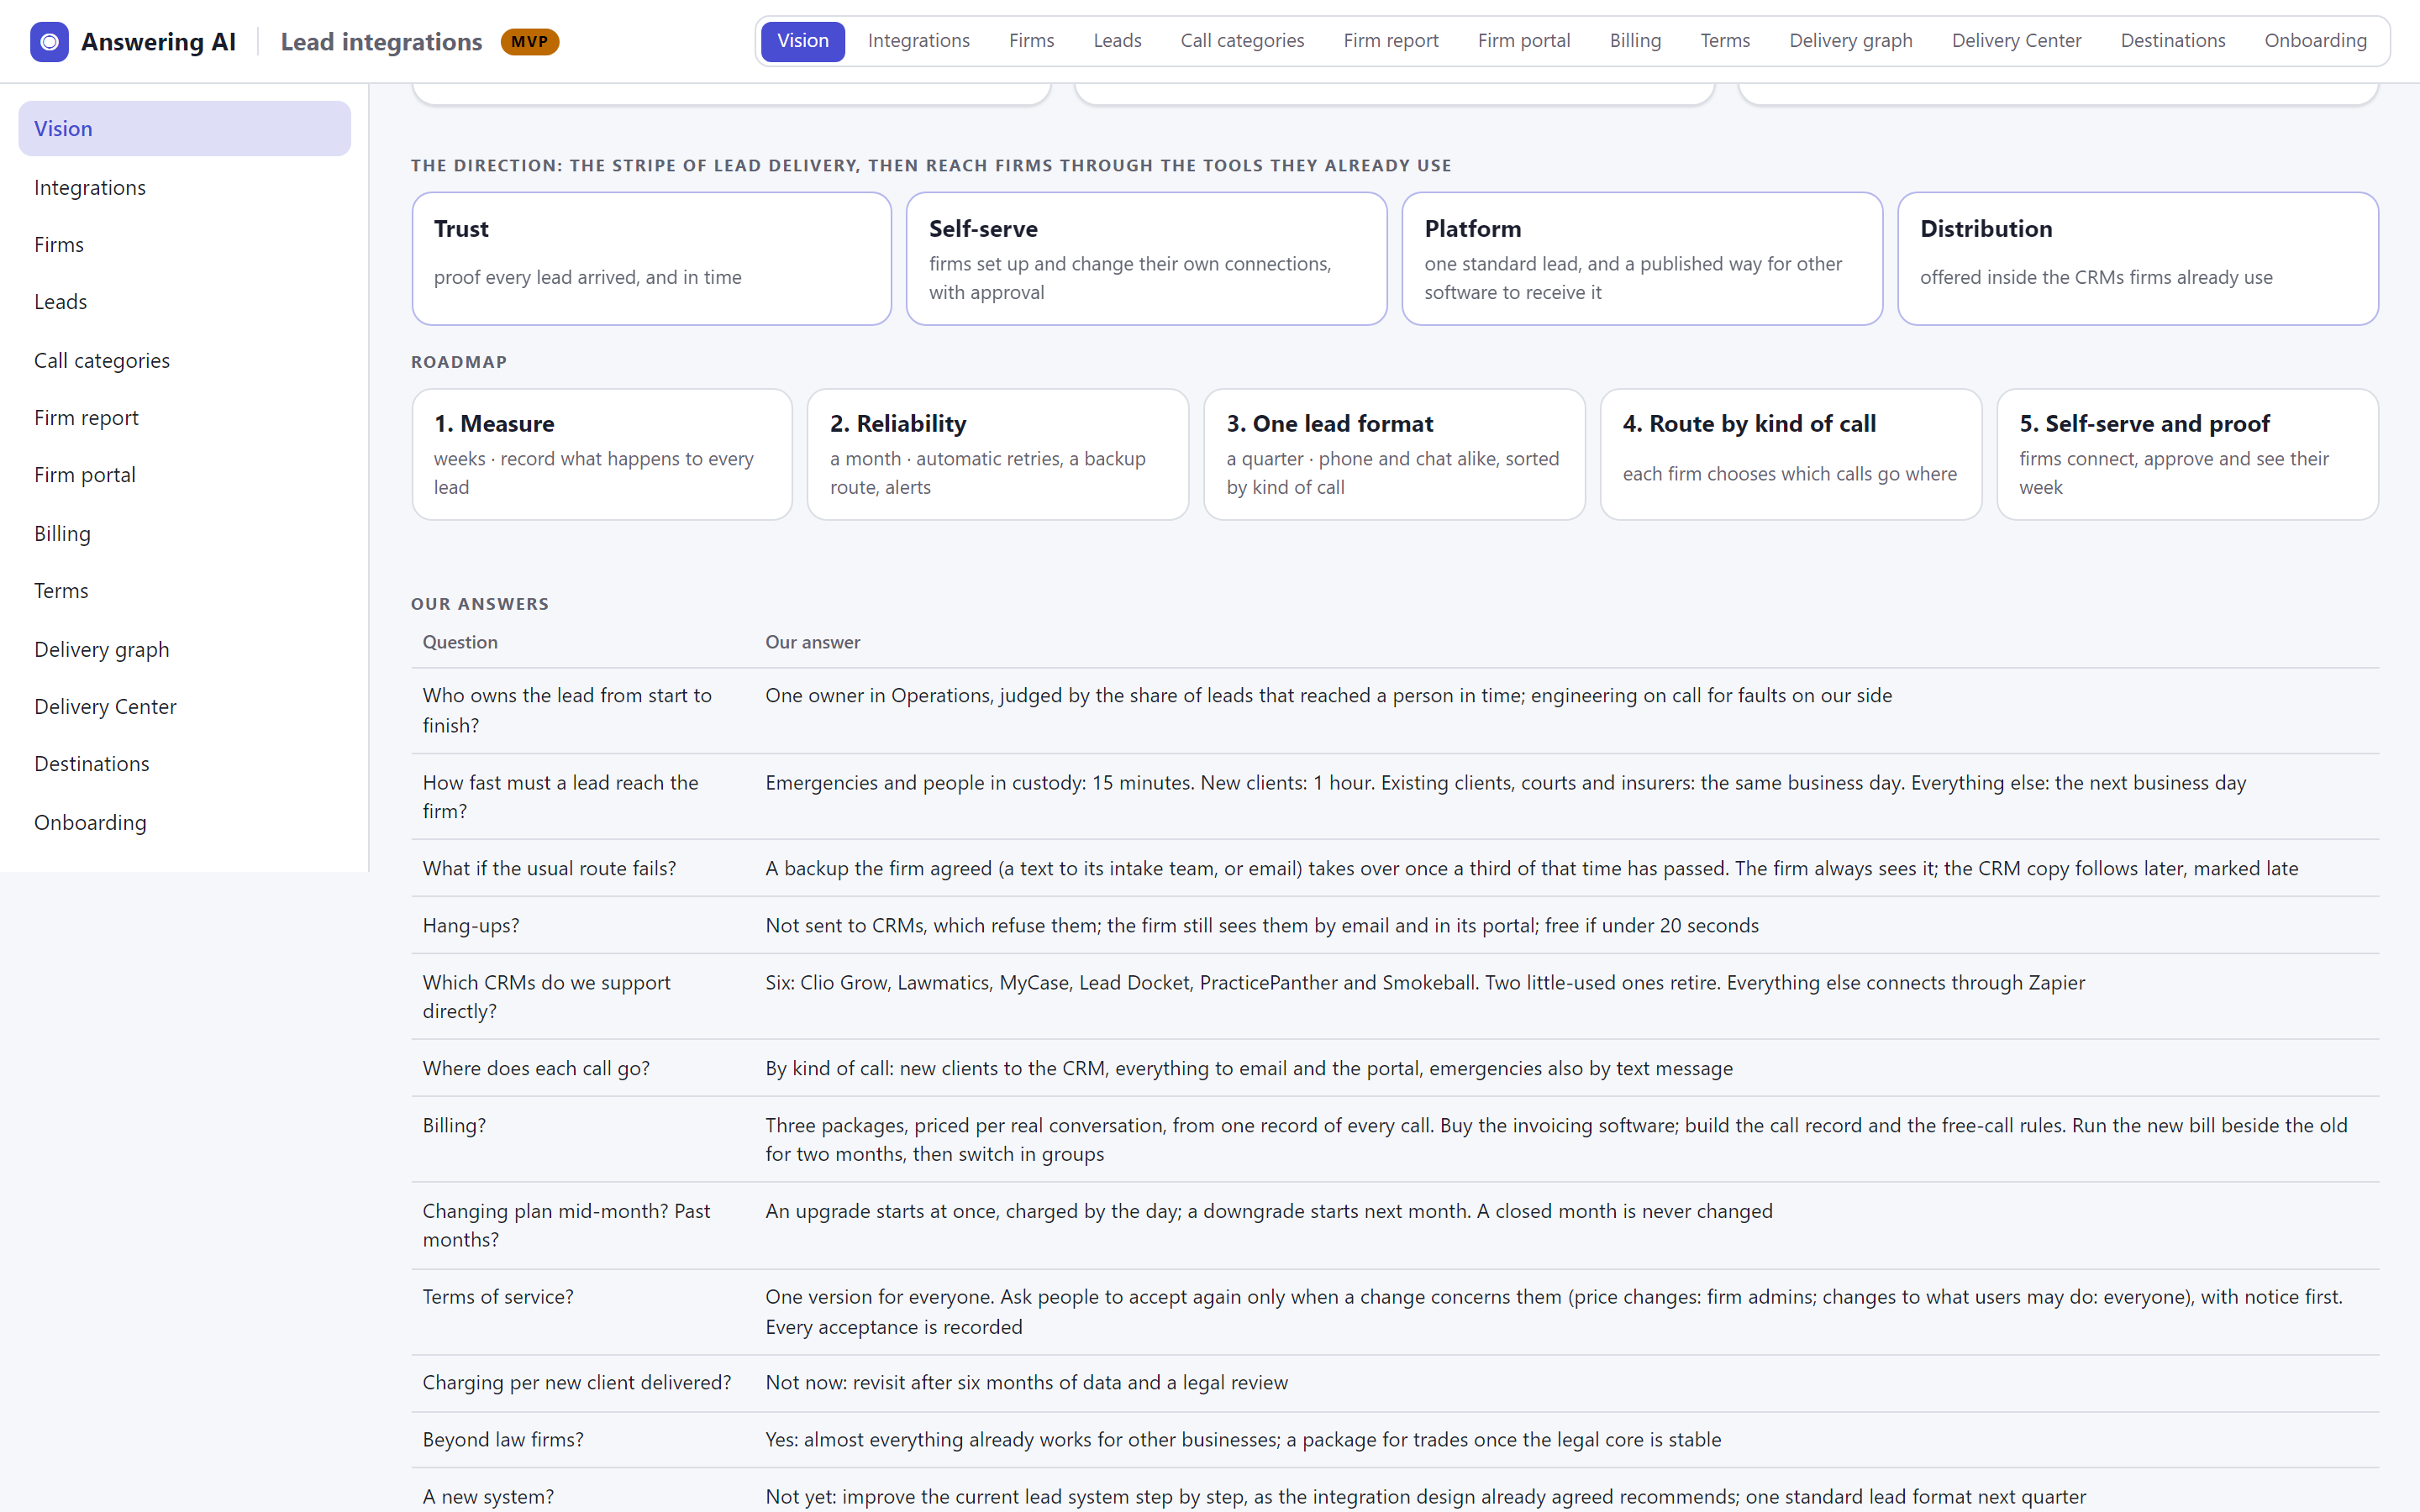 Answering AI
Lead integrations
MVP
Vision
Integrations
Firms
Leads
Call categories
Firm report
Firm portal
Billing
Terms
Delivery graph
Delivery Center
Destinations
Onboarding
Vision
Integrations
Firms
Leads
Call categories
Firm report
Firm portal
Billing
Terms
Delivery graph
Delivery Center
Destinations
Onboarding
THE DIRECTION: THE STRIPE OF LEAD DELIVERY, THEN REACH FIRMS THROUGH THE TOOLS THEY ALREADY USE
Trust
proof every lead arrived, and in time
Self-serve
firms set up and change their own connections,
with approval
Platform
one standard lead, and a published way for other
software to receive it
Distribution
offered inside the CRMs firms already use
ROADMAP
1. Measure
weeks · record what happens to every
lead
2. Reliability
a month · automatic retries, a backup
route, alerts
3. One lead format
a quarter · phone and chat alike, sorted
by kind of call
4. Route by kind of call
each firm chooses which calls go where
5. Self-serve and proof
firms connect, approve and see their
week
OUR ANSWERS
Question
Our answer
Who owns the lead from start to
finish?
One owner in Operations, judged by the share of leads that reached a person in time; engineering on call for faults on our side
How fast must a lead reach the
firm?
Emergencies and people in custody: 15 minutes. New clients: 1 hour. Existing clients, courts and insurers: the same business day. Everything else: the next business day
What if the usual route fails?
A backup the firm agreed (a text to its intake team, or email) takes over once a third of that time has passed. The firm always sees it; the CRM copy follows later, marked late
Hang-ups?
Not sent to CRMs, which refuse them; the firm still sees them by email and in its portal; free if under 20 seconds
Which CRMs do we support
directly?
Six: Clio Grow, Lawmatics, MyCase, Lead Docket, PracticePanther and Smokeball. Two little-used ones retire. Everything else connects through Zapier
Where does each call go?
By kind of call: new clients to the CRM, everything to email and the portal, emergencies also by text message
Billing?
Three packages, priced per real conversation, from one record of every call. Buy the invoicing software; build the call record and the free-call rules. Run the new bill beside the old
for two months, then switch in groups
Changing plan mid-month? Past
months?
An upgrade starts at once, charged by the day; a downgrade starts next month. A closed month is never changed
Terms of service?
One version for everyone. Ask people to accept again only when a change concerns them (price changes: firm admins; changes to what users may do: everyone), with notice first.
Every acceptance is recorded
Charging per new client delivered?
Not now: revisit after six months of data and a legal review
Beyond law firms?
Yes: almost everything already works for other businesses; a package for trades once the legal core is stable
A new system?
Not yet: improve the current lead system step by step, as the integration design already agreed recommends; one standard lead format next quarter